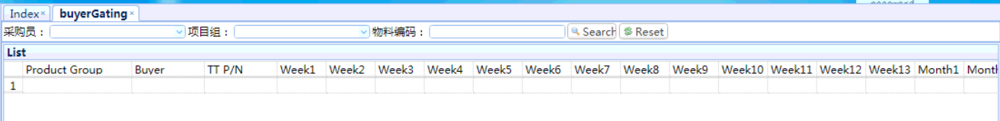 Index× buyerGating×
采购员： 项目组： 物料编码： Search Reset
List
Product Group Buyer TT P/N Week1 Week2 Week3 Week4 Week5 Week6 Week7 Week8 Week9 Week10 Week11 Week12 Week13 Month1 Month
1